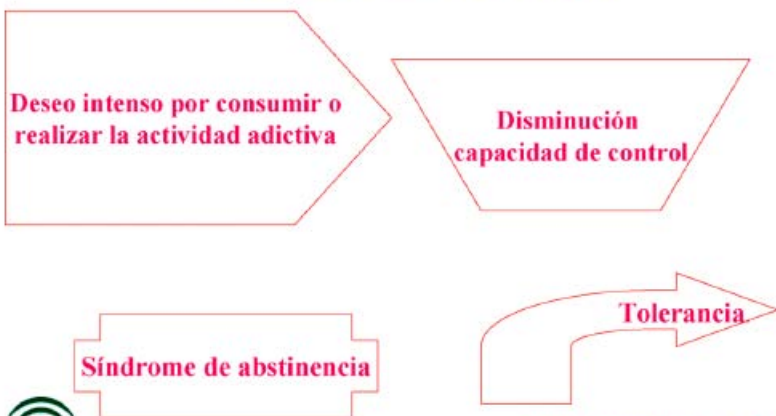 Deseo intenso por consumir o
realizar la actividad adictiva
Disminución
capacidad de control
Síndrome de abstinencia
Tolerancia